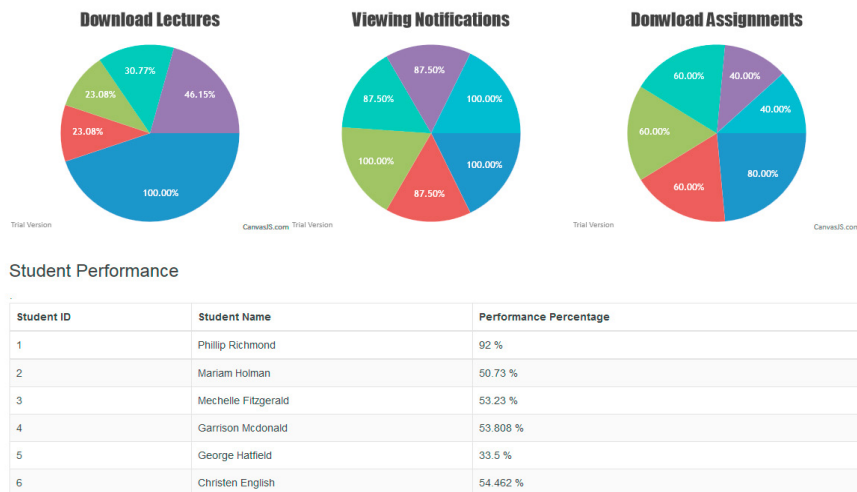 Download Lectures
Viewing Notifications
Donwload Assignments
30.77%
46.15%
23.08%
23.08%
100.00%
87.50%
87.50%
100.00%
100.00%
100.00%
87.50%
60.00%
40.00%
40.00%
60.00%
60.00%
80.00%
Trial Version
CanvasJS.com
Trial Version
Trial Version
CanvasJS.com
Student Performance
Student ID Student Name Performance Percentage
1 Phillip Richmond 92 %
2 Mariam Holman 50.73 %
3 Mechelle Fitzgerald 53.23 %
4 Garrison Mcdonald 53.808 %
5 George Hatfield 33.5 %
6 Christen English 54.462 %